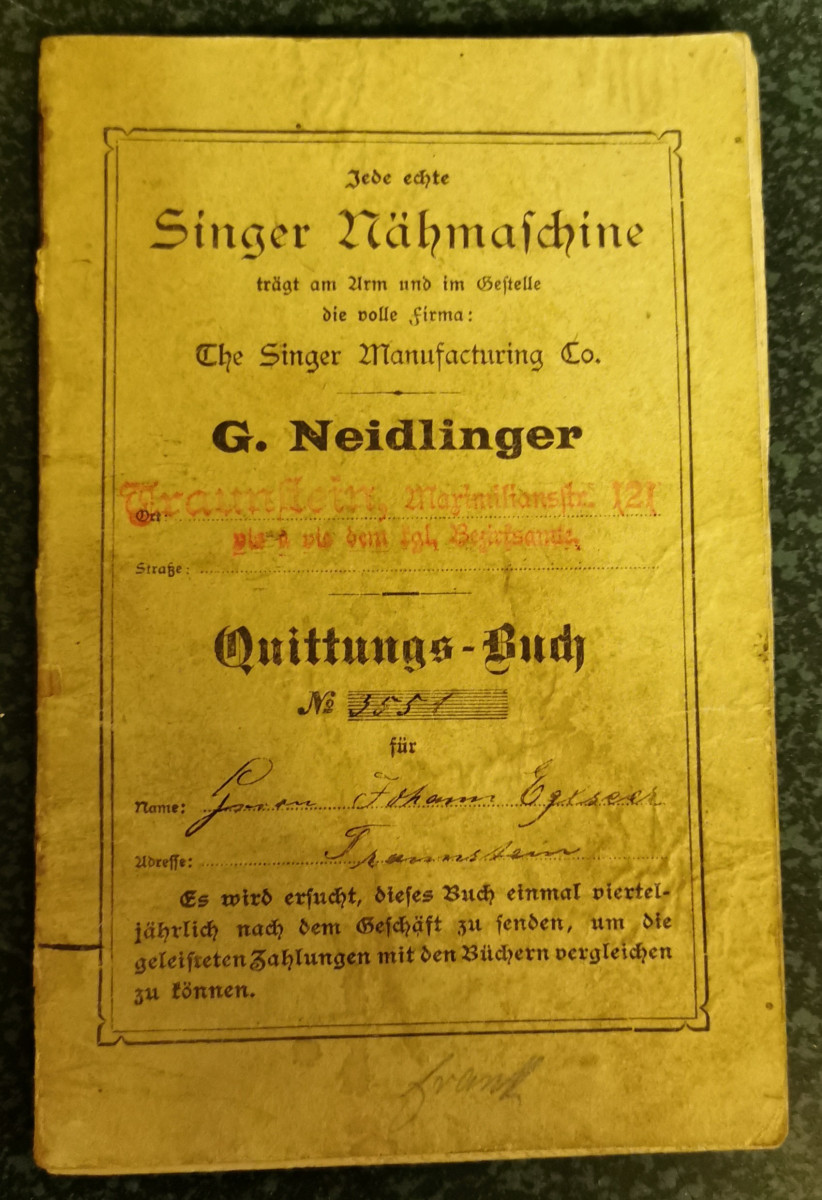 Jede echte
Singer Nähmaſchine
trägt am Arm und im Geſtelle
die volle Firma:
The Singer Manufacturing Co.
G. Neidlinger
Traunſtein, Maximilianſtr. 121
Ort:
vis à vis dem kgl. Bezirksamte.
Straße:
Quittungs-Buch
№ 3551
für
Name: Johann
Adreſſe: Traunstein
Es wird erſucht, dieſes Buch einmal viertel-
jährlich nach dem Geſchäft zu ſenden, um die
geleiſteten Zahlungen mit den Büchern vergleichen
zu können.